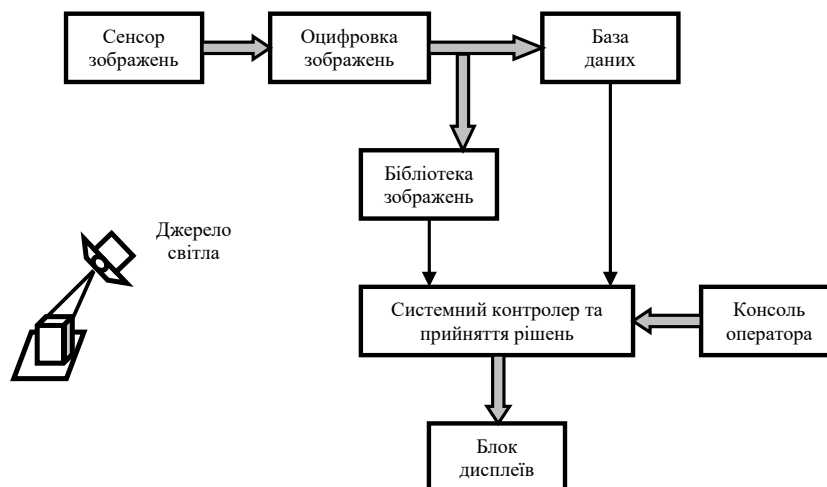 Сенсор
зображень
Оцифровка
зображень
База
даних
Бібліотека
зображень
Джерело
світла
Системний контролер та
прийняття рішень
Консоль
оператора
Блок
дисплеїв